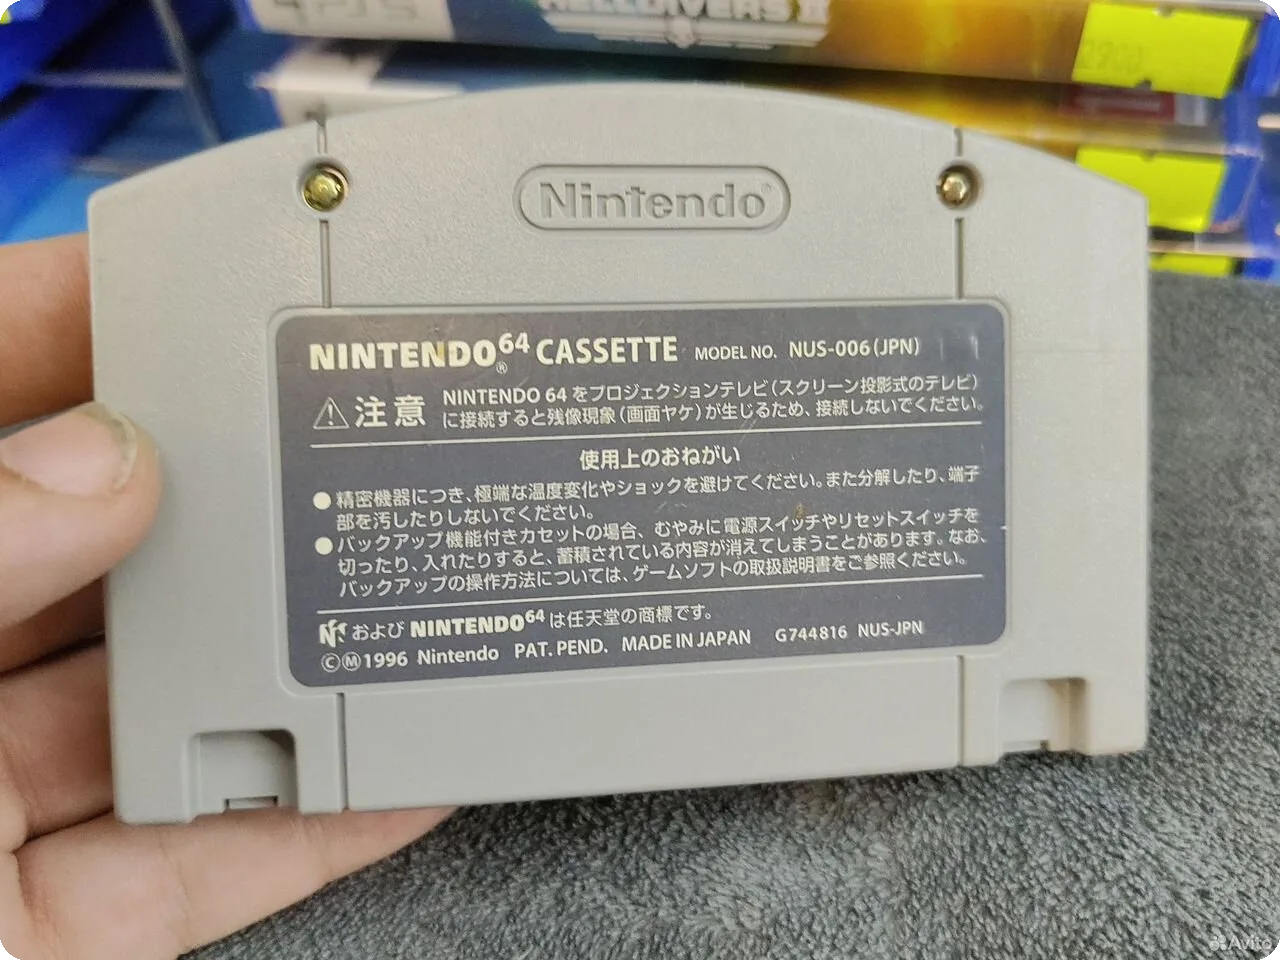 HELLDIVERS II
2900
Nintendo®
NINTENDO®64 CASSETTE MODEL NO. NUS-006(JPN)
⚠注意 NINTENDO 64 をプロジェクションテレビ(スクリーン投影式のテレビ)
に接続すると残像現象(画面ヤケ)が生じるため、接続しないでください。
使用上のおねがい
●精密機器につき、極端な温度変化やショックを避けてください。また分解したり、端子
部を汚したりしないでください。
●バックアップ機能付きカセットの場合、むやみに電源スイッチやリセットスイッチを
切ったり、入れたりすると、蓄積されている内容が消えてしまうことがあります。なお、
バックアップの操作方法については、ゲームソフトの取扱説明書をご参照ください。
および NINTENDO64 は任天堂の商標です。
ⒸⓂ1996 Nintendo PAT. PEND. MADE IN JAPAN G744816 NUS-JPN
Avito